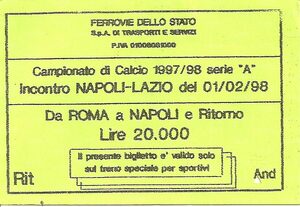 FERROVIE DELLO STATO
S.p.A. DI TRASPORTI E SERVIZI
P.IVA 01008081000
Campionato di Calcio 1997/98 serie "A"
Incontro NAPOLI-LAZIO del 01/02/98
Da ROMA a NAPOLI e Ritorno
Lire 20.000
Il presente biglietto e' valido solo
sul treno speciale per sportivi
Rit
And